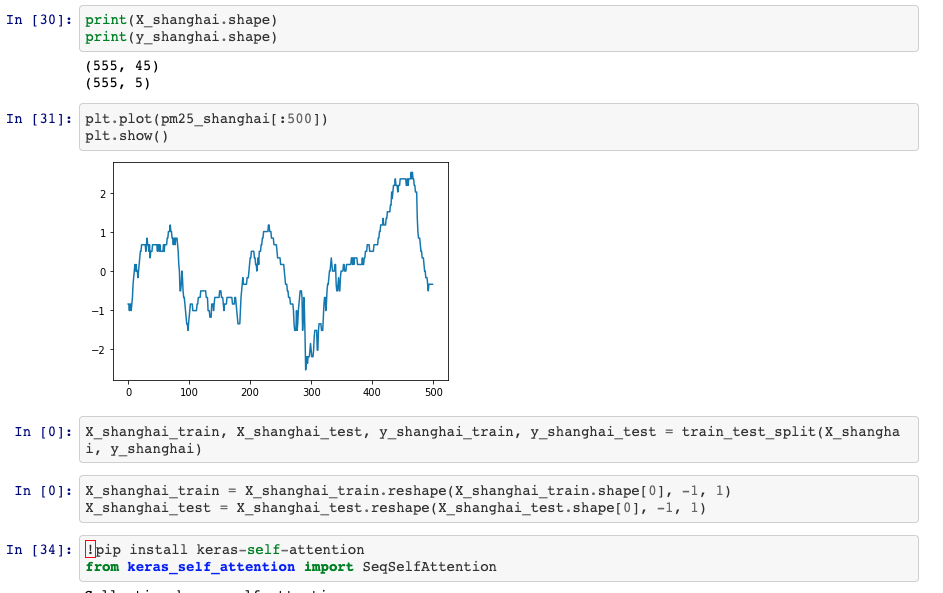 In [30]: print(X_shanghai.shape)
print(y_shanghai.shape)
(555, 45)
(555, 5)
In [31]: plt.plot(pm25_shanghai[:500])
plt.show()
2
1
0
−1
−2
0 100 200 300 400 500
In [0]: X_shanghai_train, X_shanghai_test, y_shanghai_train, y_shanghai_test = train_test_split(X_shangha
i, y_shanghai)
In [0]: X_shanghai_train = X_shanghai_train.reshape(X_shanghai_train.shape[0], -1, 1)
X_shanghai_test = X_shanghai_test.reshape(X_shanghai_test.shape[0], -1, 1)
In [34]: !pip install keras-self-attention
from keras_self_attention import SeqSelfAttention